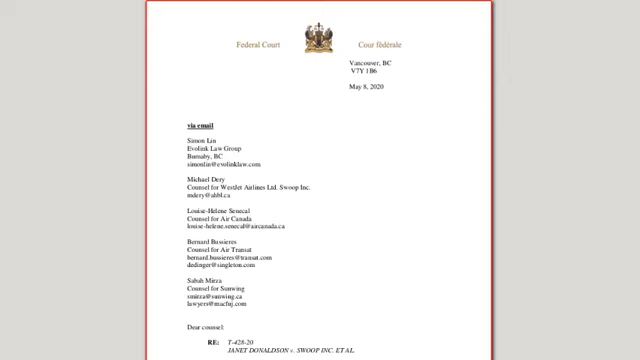 Federal Court
Cour fédérale
Vancouver, BC
V7Y 1B6
May 8, 2020
via email
Simon Lin
Evolink Law Group
Burnaby, BC
simonlin@evolinklaw.com
Michael Dery
Counsel for WestJet Airlines Ltd. Swoop Inc.
mdery@ahbl.ca
Louise-Helene Senecal
Counsel for Air Canada
louise-helene.senecal@aircanada.ca
Bernard Bussieres
Counsel for Air Transat
bernard.bussieres@transat.com
dedinger@singleton.com
Sabah Mirza
Counsel for Sunwing
smirza@sunwing.ca
lawyers@macfuj.com
Dear counsel:
RE: T-428-20
JANET DONALDSON v. SWOOP INC. ET AL.